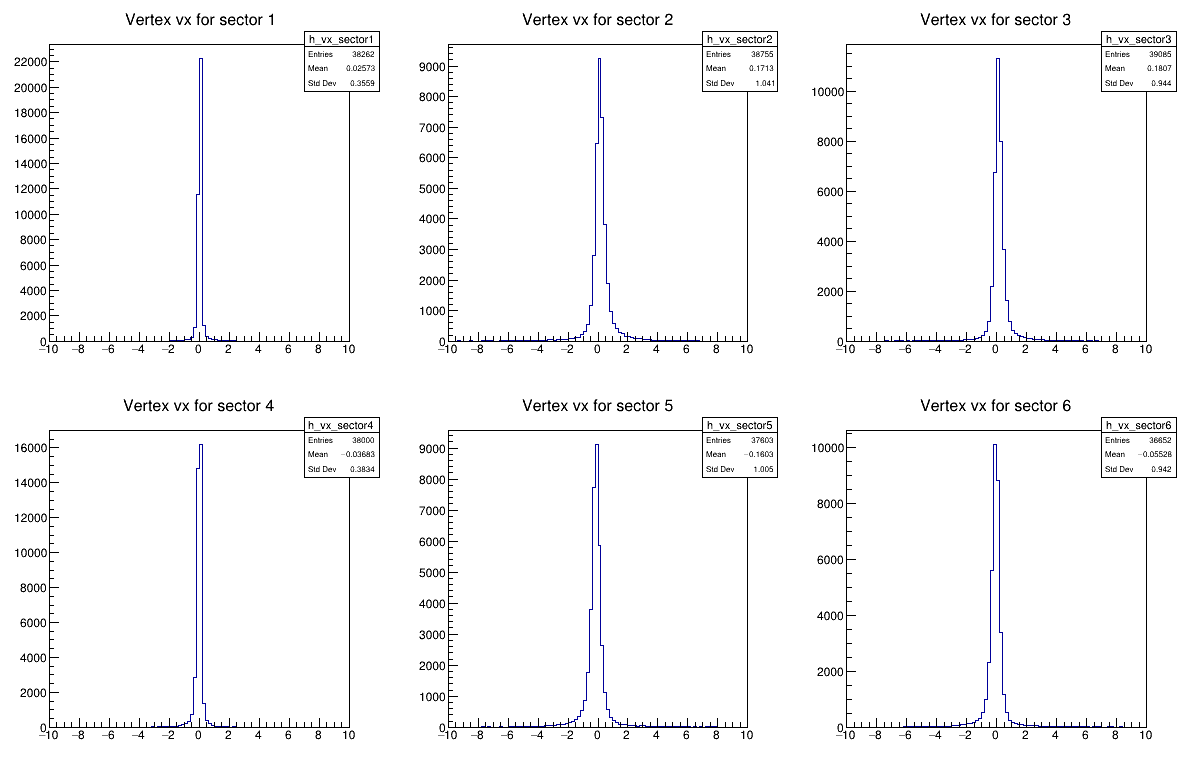 Vertex vx for sector 1
h_vx_sector1
Entries 38262
Mean 0.02573
Std Dev 0.3559
22000
20000
18000
16000
14000
12000
10000
8000
6000
4000
2000
0
−10 −8 −6 −4 −2 0 2 4 6 8 10
Vertex vx for sector 2
h_vx_sector2
Entries 38755
Mean 0.1713
Std Dev 1.041
9000
8000
7000
6000
5000
4000
3000
2000
1000
0
−10 −8 −6 −4 −2 0 2 4 6 8 10
Vertex vx for sector 3
h_vx_sector3
Entries 39085
Mean 0.1807
Std Dev 0.944
10000
8000
6000
4000
2000
0
−10 −8 −6 −4 −2 0 2 4 6 8 10
Vertex vx for sector 4
h_vx_sector4
Entries 38000
Mean −0.03683
Std Dev 0.3834
16000
14000
12000
10000
8000
6000
4000
2000
0
−10 −8 −6 −4 −2 0 2 4 6 8 10
Vertex vx for sector 5
h_vx_sector5
Entries 37603
Mean −0.1603
Std Dev 1.005
9000
8000
7000
6000
5000
4000
3000
2000
1000
0
−10 −8 −6 −4 −2 0 2 4 6 8 10
Vertex vx for sector 6
h_vx_sector6
Entries 36652
Mean −0.05528
Std Dev 0.942
10000
8000
6000
4000
2000
0
−10 −8 −6 −4 −2 0 2 4 6 8 10